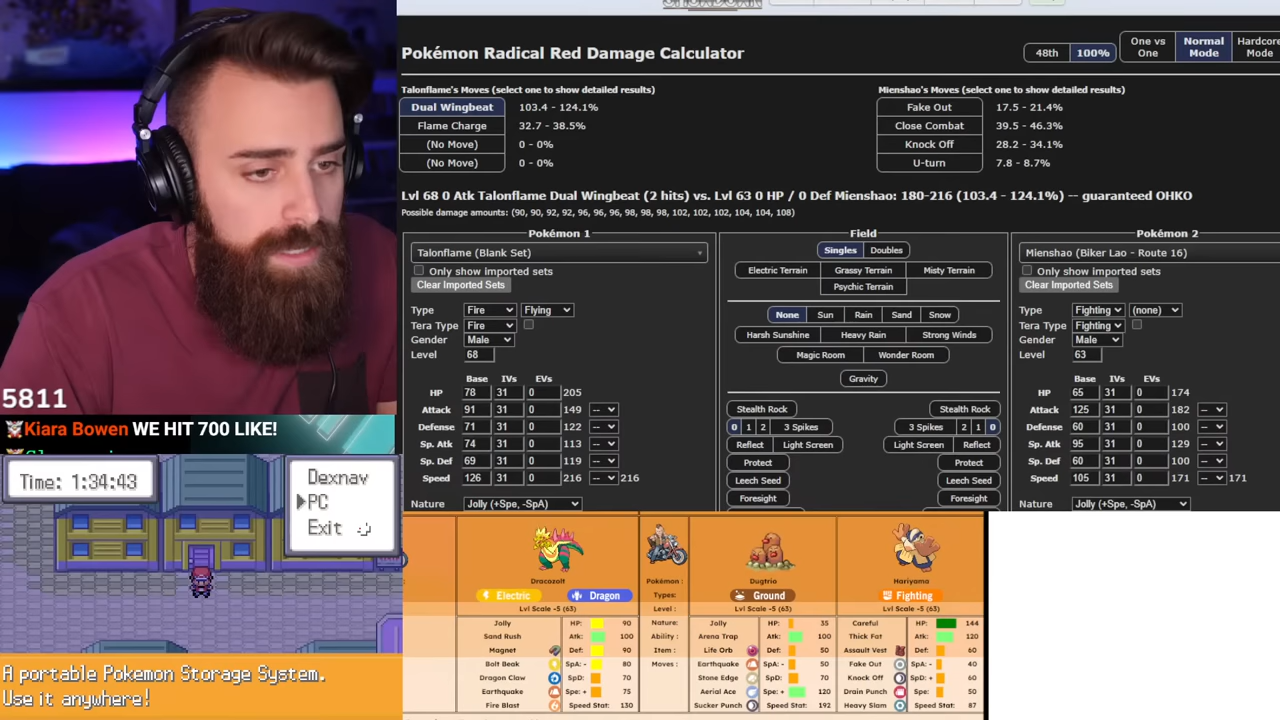 Pokémon Radical Red Damage Calculator
48th 100% One vs One Normal Mode Hardcore Mode
Talonflame's Moves (select one to show detailed results)
Dual Wingbeat 103.4 - 124.1%
Flame Charge 32.7 - 38.5%
(No Move) 0 - 0%
(No Move) 0 - 0%
Mienshao's Moves (select one to show detailed results)
Fake Out 17.5 - 21.4%
Close Combat 39.5 - 46.3%
Knock Off 28.2 - 34.1%
U-turn 7.8 - 8.7%
Lvl 68 0 Atk Talonflame Dual Wingbeat (2 hits) vs. Lvl 63 0 HP / 0 Def Mienshao: 180-216 (103.4 - 124.1%) -- guaranteed OHKO
Possible damage amounts: (90, 90, 92, 92, 96, 96, 96, 98, 98, 98, 102, 102, 102, 104, 104, 108)
Pokémon 1
Talonflame (Blank Set)
Only show imported sets
Clear Imported Sets
Type Fire Flying
Tera Type Fire
Gender Male
Level 68
Base IVs EVs
HP 78 31 0 205
Attack 91 31 0 149 --
Defense 71 31 0 122 --
Sp. Atk 74 31 0 113 --
Sp. Def 69 31 0 119 --
Speed 126 31 0 216 -- 216
Nature Jolly (+Spe, -SpA)
Field
Singles Doubles
Electric Terrain Grassy Terrain Misty Terrain
Psychic Terrain
None Sun Rain Sand Snow
Harsh Sunshine Heavy Rain Strong Winds
Magic Room Wonder Room
Gravity
Stealth Rock Stealth Rock
0 1 2 3 Spikes 3 Spikes 2 1 0
Reflect Light Screen Light Screen Reflect
Protect Protect
Leech Seed Leech Seed
Foresight Foresight
Pokémon 2
Mienshao (Biker Lao - Route 16)
Only show imported sets
Clear Imported Sets
Type Fighting (none)
Tera Type Fighting
Gender Male
Level 63
Base IVs EVs
HP 65 31 0 174
Attack 125 31 0 182 --
Defense 60 31 0 100 --
Sp. Atk 95 31 0 129 --
Sp. Def 60 31 0 100 --
Speed 105 31 0 171 -- 171
Nature Jolly (+Spe, -SpA)
5811
Kiara Bowen WE HIT 700 LIKE!
Time: 1:34:43
Dexnav
PC
Exit
A portable Pokemon Storage System.
Use it anywhere!
Dracozolt
Electric Dragon
Lvl Scale -5 (63)
Jolly HP: 90
Sand Rush Atk: 100
Magnet Def: 90
Bolt Beak SpA: - 80
Dragon Claw SpD: 70
Earthquake Spe: + 75
Fire Blast Speed Stat: 130
Pokémon :
Types:
Level :
Nature:
Ability :
Item :
Moves :
Dugtrio
Ground
Lvl Scale -5 (63)
Jolly HP: 35
Arena Trap Atk: 100
Life Orb Def: 50
Earthquake SpA: - 50
Stone Edge SpD: 70
Aerial Ace Spe: + 120
Sucker Punch Speed Stat: 192
Hariyama
Fighting
Lvl Scale -5 (63)
Careful HP: 144
Thick Fat Atk: 120
Assault Vest Def: 60
Fake Out SpA: - 40
Knock Off SpD: + 60
Drain Punch Spe: 50
Heavy Slam Speed Stat: 87